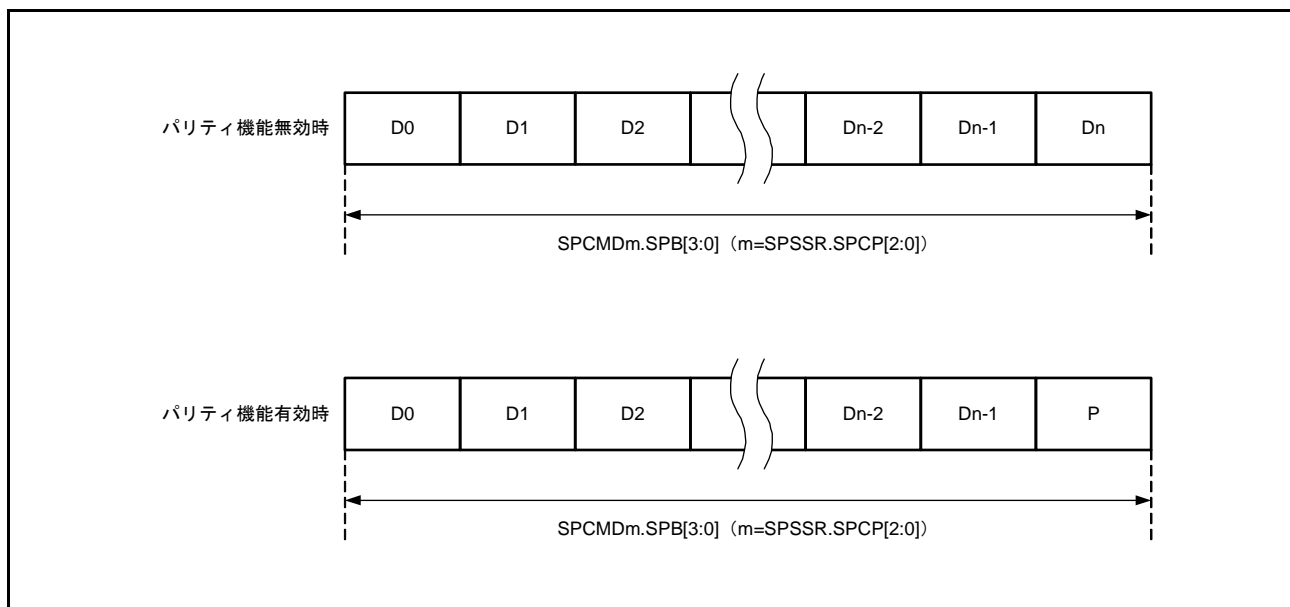 パリティ機能無効時 D0 D1 D2 Dn-2 Dn-1 Dn
SPCMDm.SPB[3:0]（m=SPSSR.SPCP[2:0]）
パリティ機能有効時 D0 D1 D2 Dn-2 Dn-1 P
SPCMDm.SPB[3:0]（m=SPSSR.SPCP[2:0]）